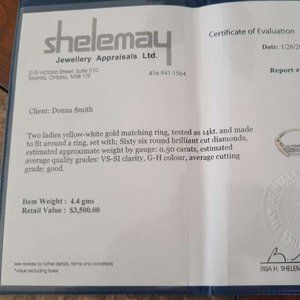 shelemay
Jewellery Appraisals Ltd.
215 Victoria Street, Suite 510
Toronto, Ontario, M5B 1T9
416-941-1564
Client: Donna Smith
Two ladies yellow-white gold matching ring, tested as 14kt. and made
to fit around a ring, set with; Sixty six round brilliant cut diamonds,
estimated approximate weight by gauge: 0.50 carats, estimated
average quality grades: VS-SI clarity, G-H colour, average cutting
grade: good.
Item Weight : 4.4 gms
Retail Value : $3,500.00
see reverse for further details, terms and conditions
*value excluding taxes
Certificate of Evaluation
Date: 1/26/20
Report #
RISA H. SHELEM